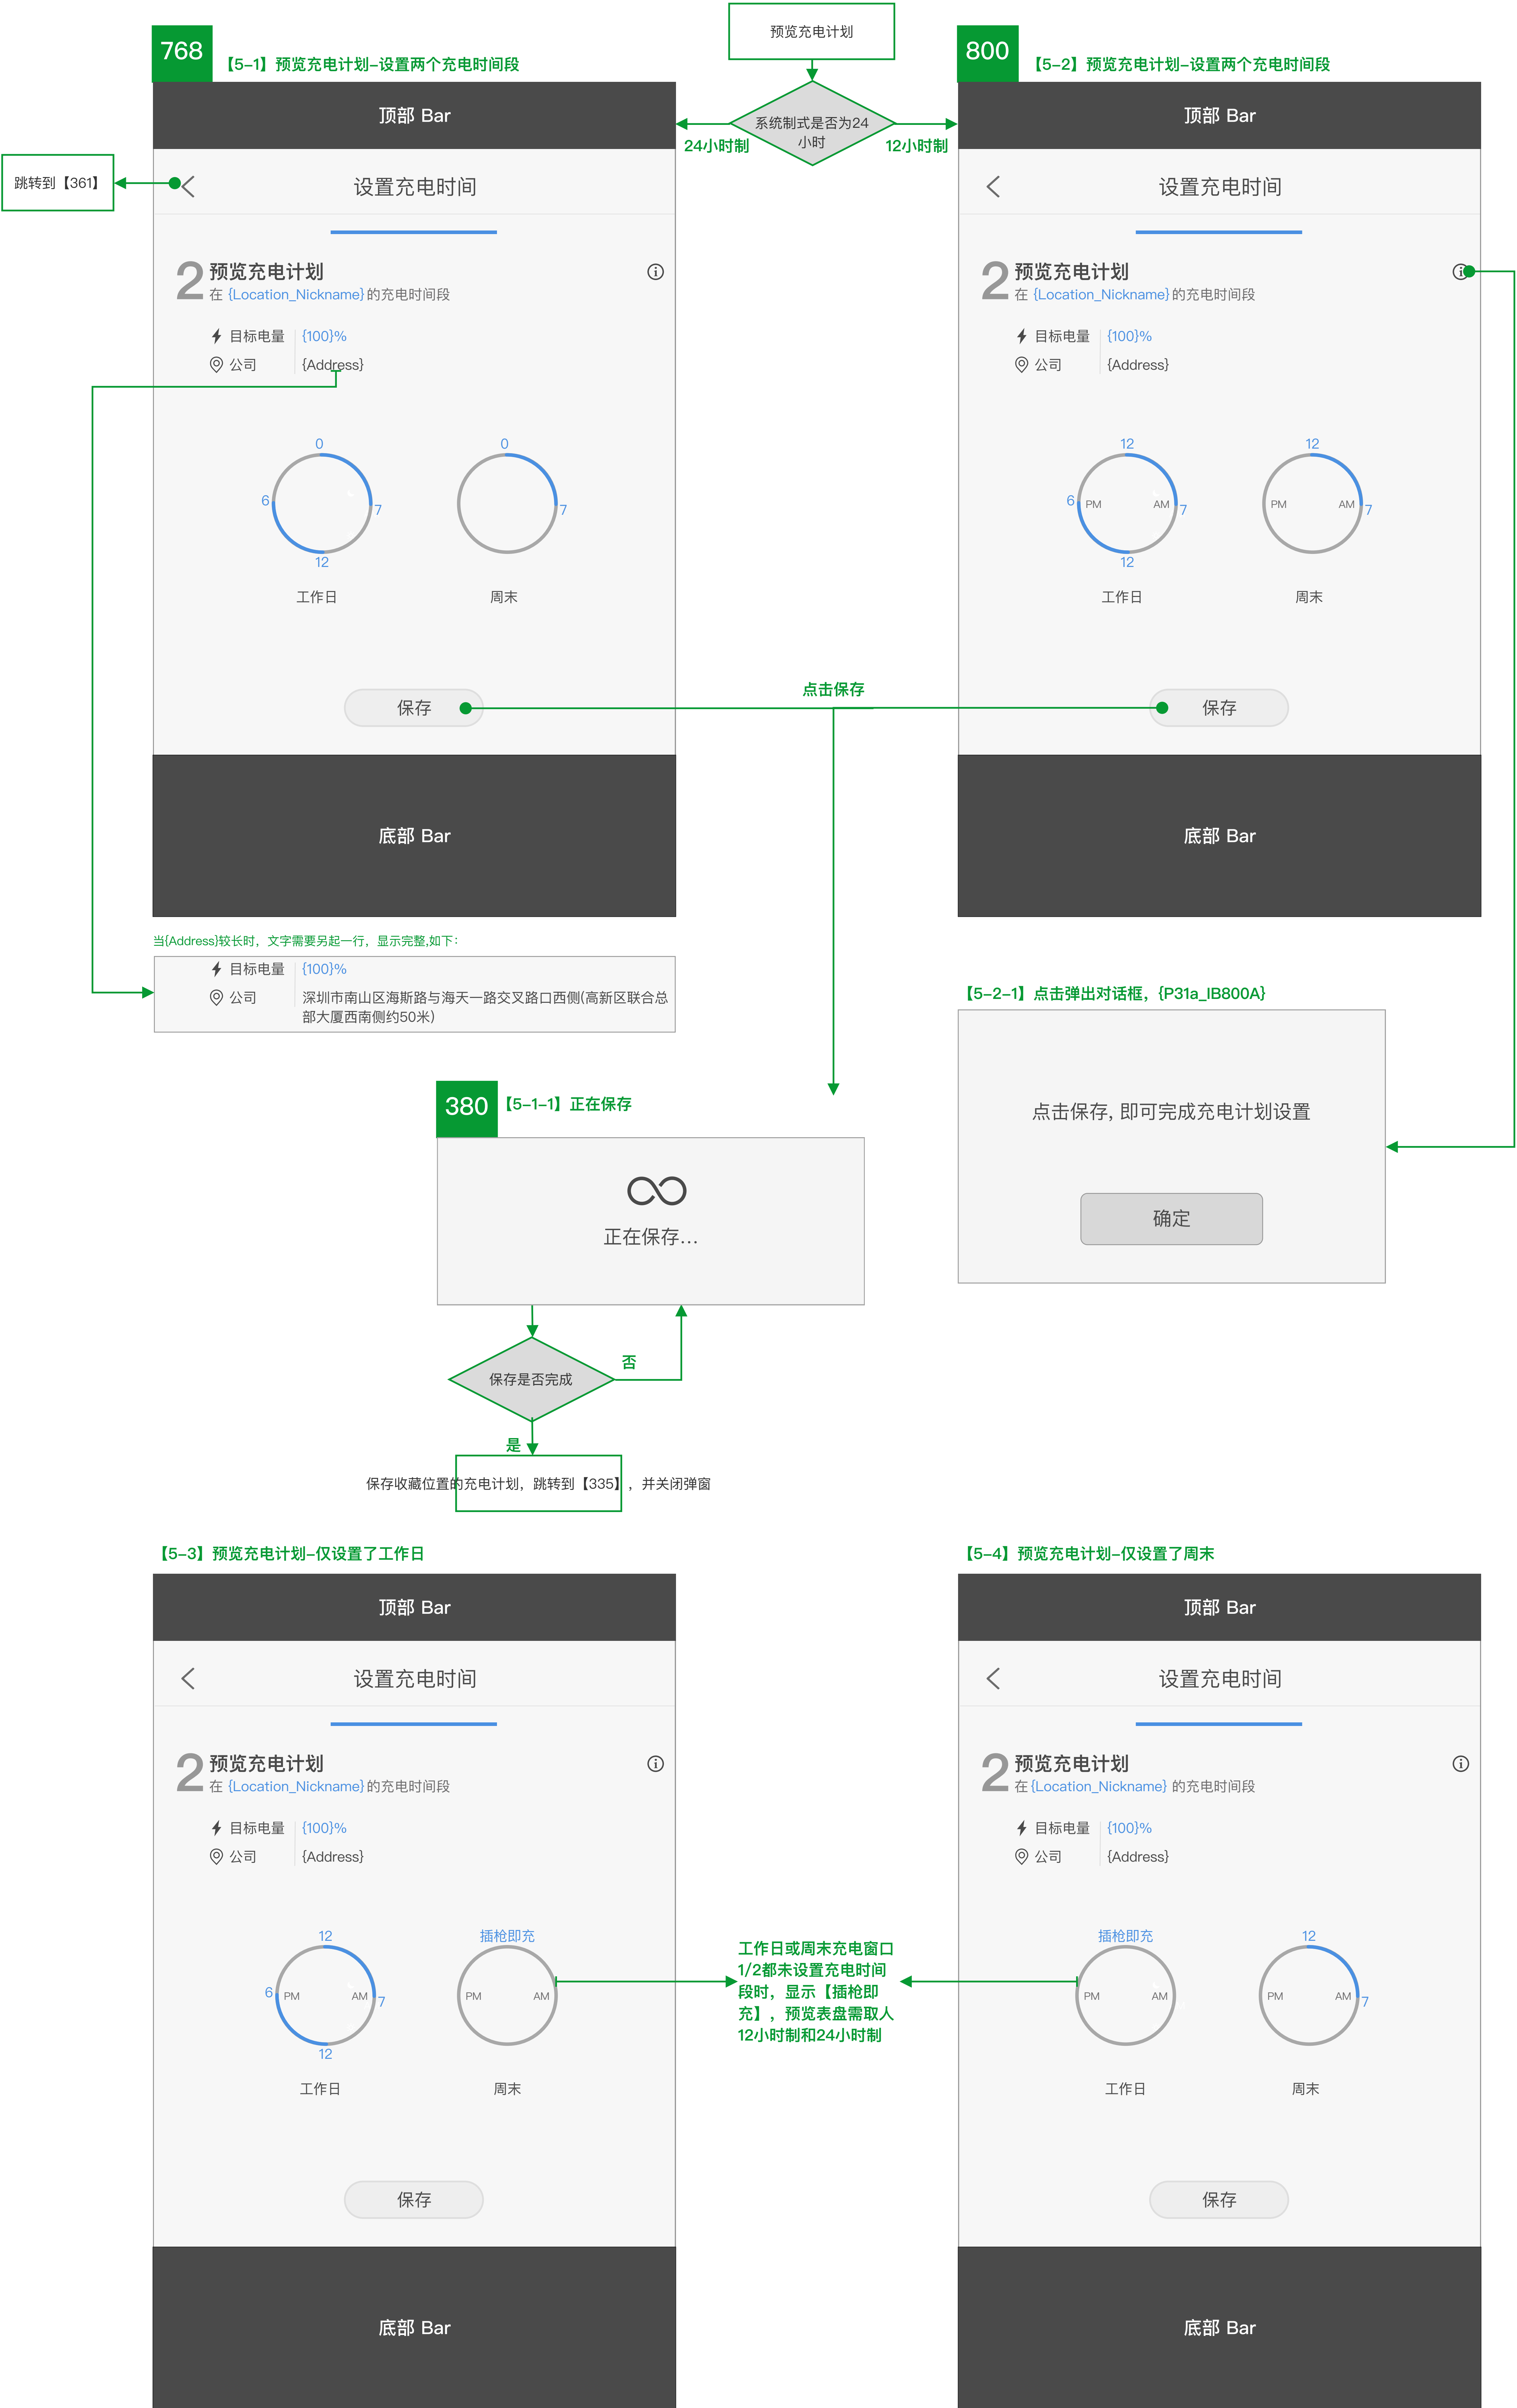 预览充电计划
768
【5-1】预览充电计划-设置两个充电时间段
800
【5-2】预览充电计划-设置两个充电时间段
系统制式是否为24
小时
24小时制
12小时制
顶部 Bar
跳转到【361】
设置充电时间
2
预览充电计划
在 {Location_Nickname} 的充电时间段
目标电量
{100}%
公司
{Address}
0
6
7
12
工作日
0
7
周末
保存
底部 Bar
顶部 Bar
设置充电时间
2
预览充电计划
在 {Location_Nickname} 的充电时间段
目标电量
{100}%
公司
{Address}
12
6
PM
AM
7
12
工作日
12
PM
AM
7
周末
保存
底部 Bar
点击保存
当{Address}较长时，文字需要另起一行，显示完整,如下：
目标电量
{100}%
公司
深圳市南山区海斯路与海天一路交叉路口西侧(高新区联合总
部大厦西南侧约50米)
【5-2-1】点击弹出对话框，{P31a_IB800A}
点击保存, 即可完成充电计划设置
确定
380
【5-1-1】正在保存
正在保存...
保存是否完成
否
是
保存收藏位置的充电计划，跳转到【335】，并关闭弹窗
【5-3】预览充电计划-仅设置了工作日
顶部 Bar
设置充电时间
2
预览充电计划
在 {Location_Nickname} 的充电时间段
目标电量
{100}%
公司
{Address}
12
6
PM
AM
7
12
工作日
插枪即充
PM
AM
周末
保存
底部 Bar
工作日或周末充电窗口
1/2都未设置充电时间
段时，显示【插枪即
充】，预览表盘需取人
12小时制和24小时制
【5-4】预览充电计划-仅设置了周末
顶部 Bar
设置充电时间
2
预览充电计划
在 {Location_Nickname} 的充电时间段
目标电量
{100}%
公司
{Address}
插枪即充
PM
AM
工作日
12
PM
AM
7
周末
保存
底部 Bar